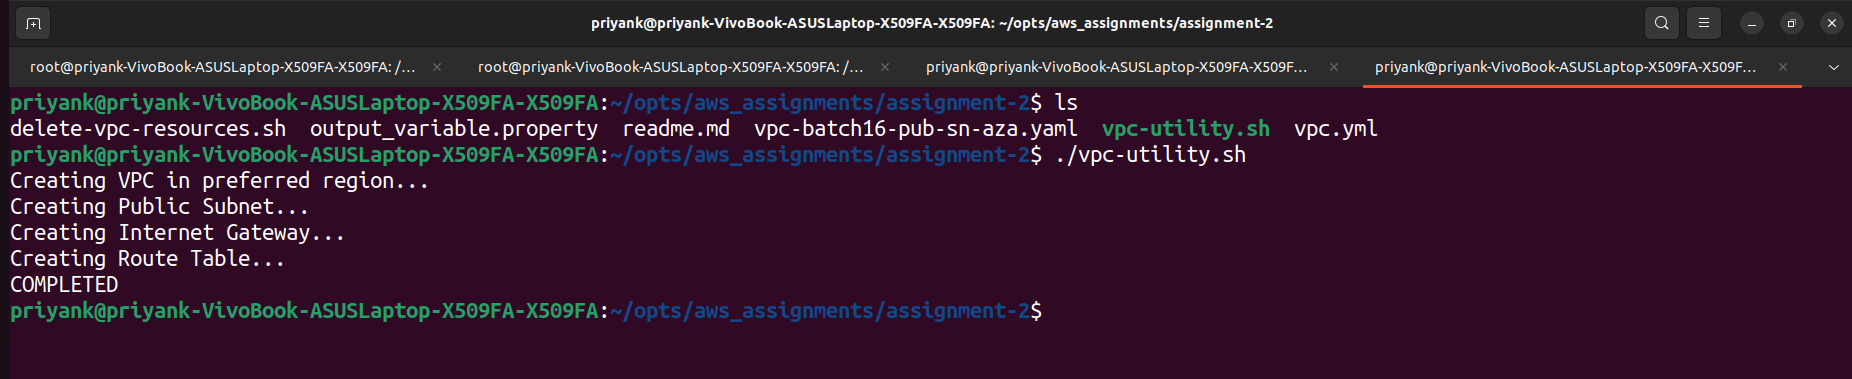 priyank@priyank-VivoBook-ASUSLaptop-X509FA-X509FA: ~/opts/aws_assignments/assignment-2
root@priyank-VivoBook-ASUSLaptop-X509FA-X509FA: /... × root@priyank-VivoBook-ASUSLaptop-X509FA-X509FA: /... × priyank@priyank-VivoBook-ASUSLaptop-X509FA-X509F... × priyank@priyank-VivoBook-ASUSLaptop-X509FA-X509F... ×
priyank@priyank-VivoBook-ASUSLaptop-X509FA-X509FA:~/opts/aws_assignments/assignment-2$ ls
delete-vpc-resources.sh  output_variable.property  readme.md  vpc-batch16-pub-sn-aza.yaml  vpc-utility.sh  vpc.yml
priyank@priyank-VivoBook-ASUSLaptop-X509FA-X509FA:~/opts/aws_assignments/assignment-2$ ./vpc-utility.sh
Creating VPC in preferred region...
Creating Public Subnet...
Creating Internet Gateway...
Creating Route Table...
COMPLETED
priyank@priyank-VivoBook-ASUSLaptop-X509FA-X509FA:~/opts/aws_assignments/assignment-2$